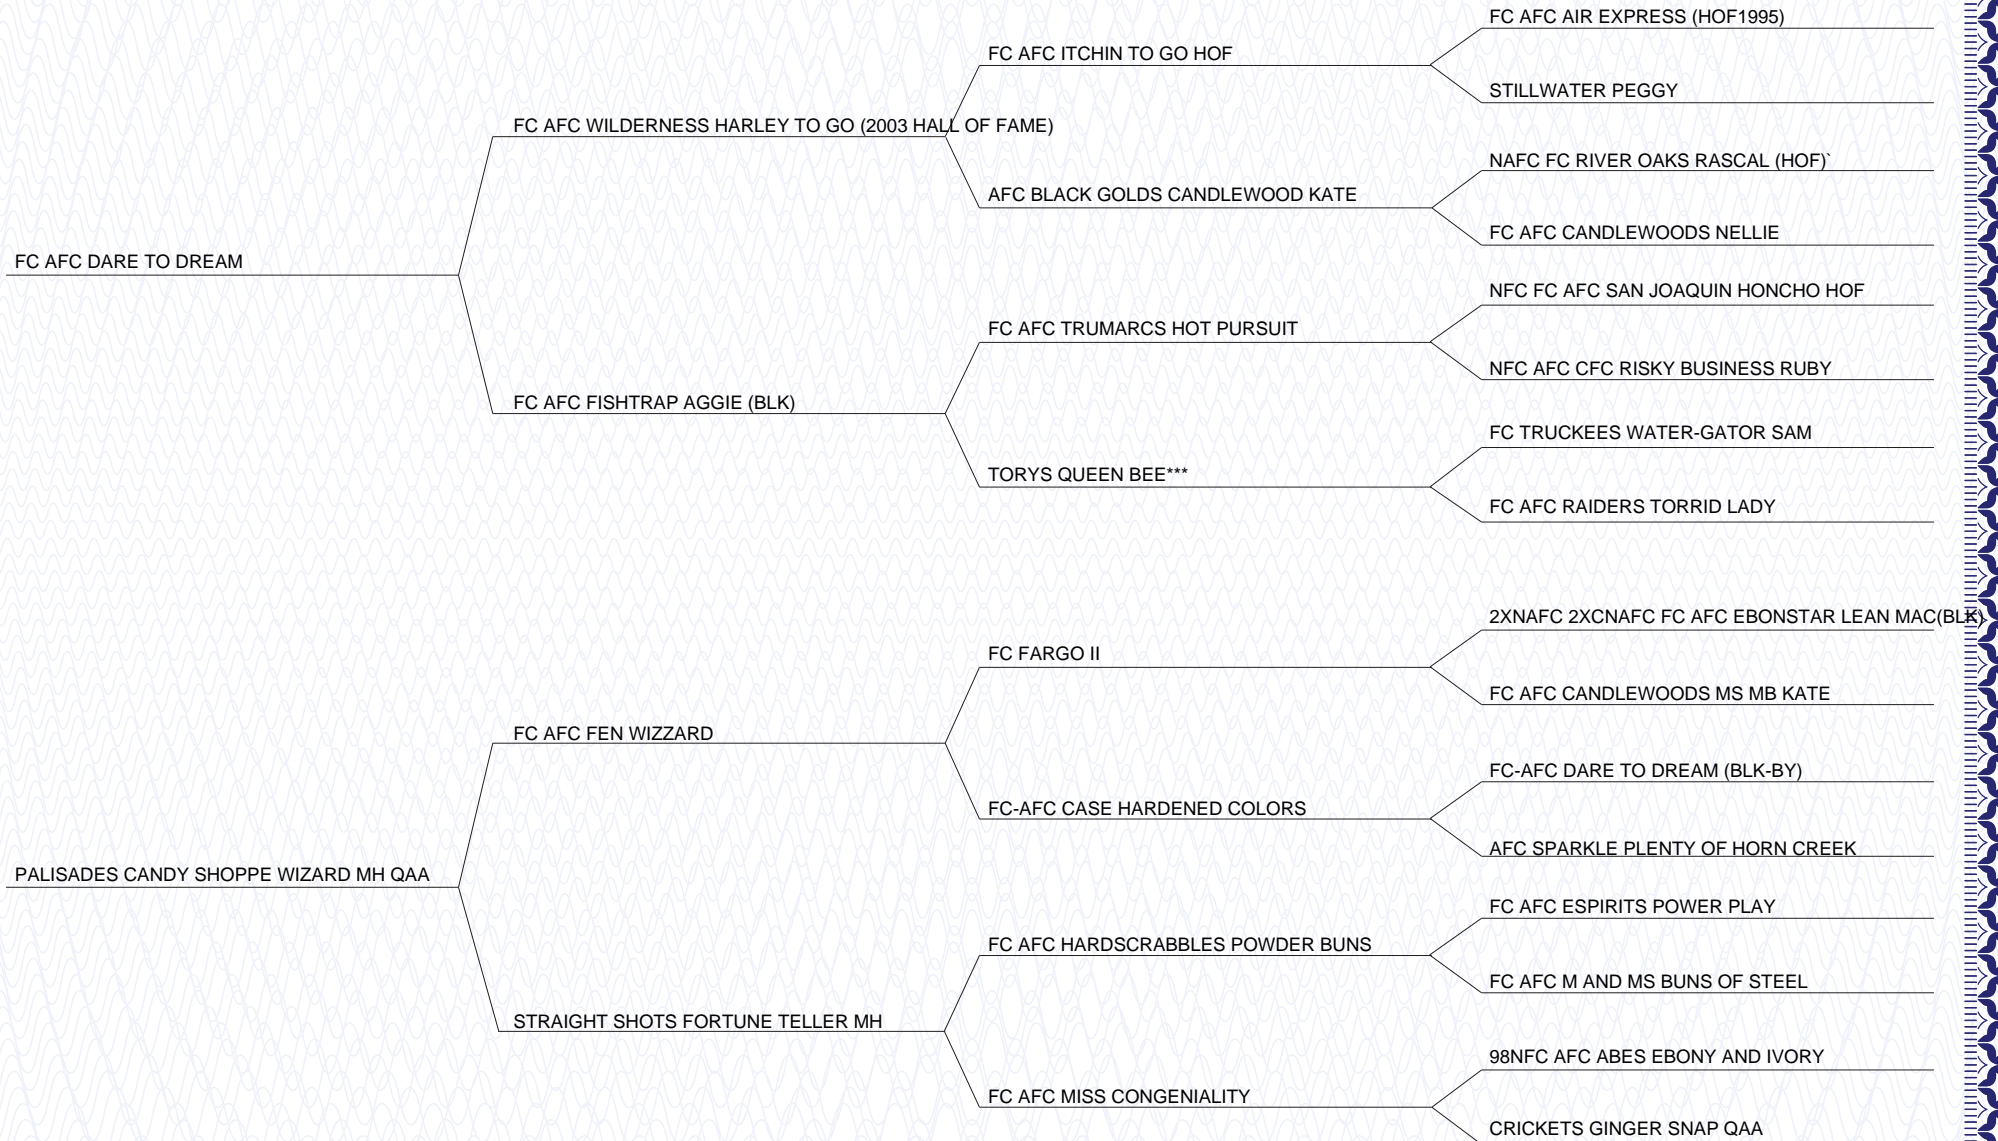 FC AFC DARE TO DREAM
FC AFC WILDERNESS HARLEY TO GO (2003 HALL OF FAME)
FC AFC ITCHIN TO GO HOF
FC AFC AIR EXPRESS (HOF1995)
STILLWATER PEGGY
AFC BLACK GOLDS CANDLEWOOD KATE
NAFC FC RIVER OAKS RASCAL (HOF)`
FC AFC CANDLEWOODS NELLIE
FC AFC FISHTRAP AGGIE (BLK)
FC AFC TRUMARCS HOT PURSUIT
NFC FC AFC SAN JOAQUIN HONCHO HOF
NFC AFC CFC RISKY BUSINESS RUBY
TORYS QUEEN BEE***
FC TRUCKEES WATER-GATOR SAM
FC AFC RAIDERS TORRID LADY
PALISADES CANDY SHOPPE WIZARD MH QAA
FC AFC FEN WIZZARD
FC FARGO II
2XNAFC 2XCNAFC FC AFC EBONSTAR LEAN MAC(BLK)
FC AFC CANDLEWOODS MS MB KATE
FC-AFC CASE HARDENED COLORS
FC-AFC DARE TO DREAM (BLK-BY)
AFC SPARKLE PLENTY OF HORN CREEK
STRAIGHT SHOTS FORTUNE TELLER MH
FC AFC HARDSCRABBLES POWDER BUNS
FC AFC ESPIRITS POWER PLAY
FC AFC M AND MS BUNS OF STEEL
FC AFC MISS CONGENIALITY
98NFC AFC ABES EBONY AND IVORY
CRICKETS GINGER SNAP QAA